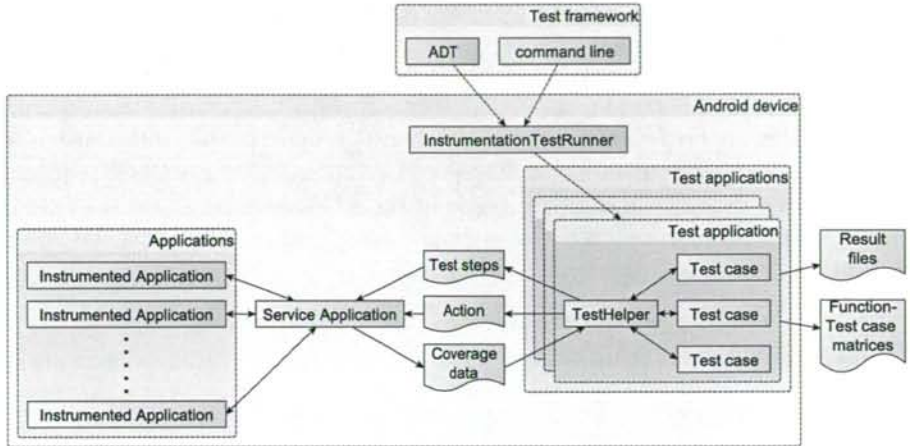 Test framework
ADT
command line
Android device
InstrumentationTestRunner
Test applications
Test application
Applications
Instrumented Application
Instrumented Application
Instrumented Application
Service Application
Test steps
Action
Coverage
data
TestHelper
Test case
Test case
Test case
Result
files
Function-
Test case
matrices